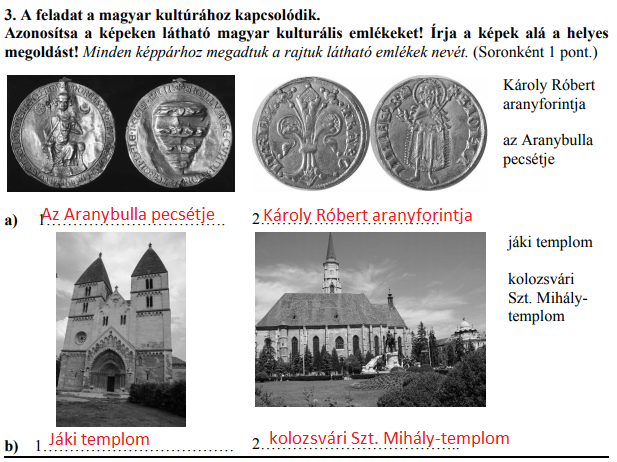 3. A feladat a magyar kultúrához kapcsolódik.
Azonosítsa a képeken látható magyar kulturális emlékeket! Írja a képek alá a helyes
megoldást! Minden képpárhoz megadtuk a rajtuk látható emlékek nevét. (Soronként 1 pont.)
Károly Róbert
aranyforintja
az Aranybulla
pecsétje
a) 1 Az Aranybulla pecsétje………………………. 2 Károly Róbert aranyforintja……………………….
jáki templom
kolozsvári
Szt. Mihály-
templom
b) 1 Jáki templom……………………… 2. kolozsvári Szt. Mihály-templom………………………..